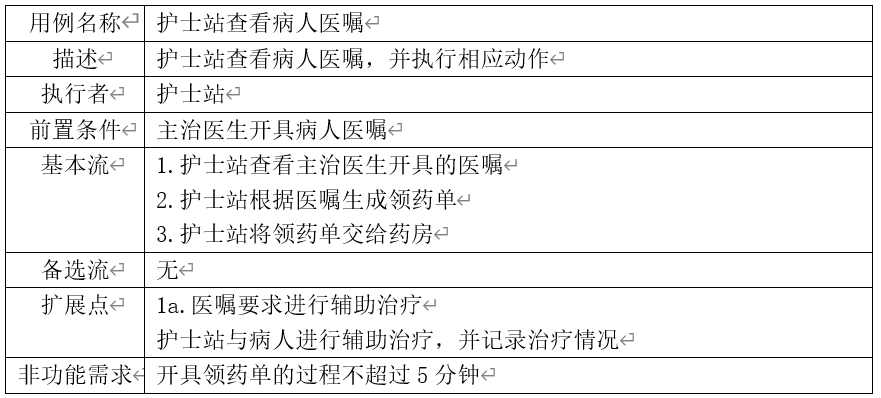 用例名称 护士站查看病人医嘱
描述 护士站查看病人医嘱，并执行相应动作
执行者 护士站
前置条件 主治医生开具病人医嘱
基本流 1.护士站查看主治医生开具的医嘱
2.护士站根据医嘱生成领药单
3.护士站将领药单交给药房
备选流 无
扩展点 1a.医嘱要求进行辅助治疗
护士站与病人进行辅助治疗，并记录治疗情况
非功能需求 开具领药单的过程不超过5分钟